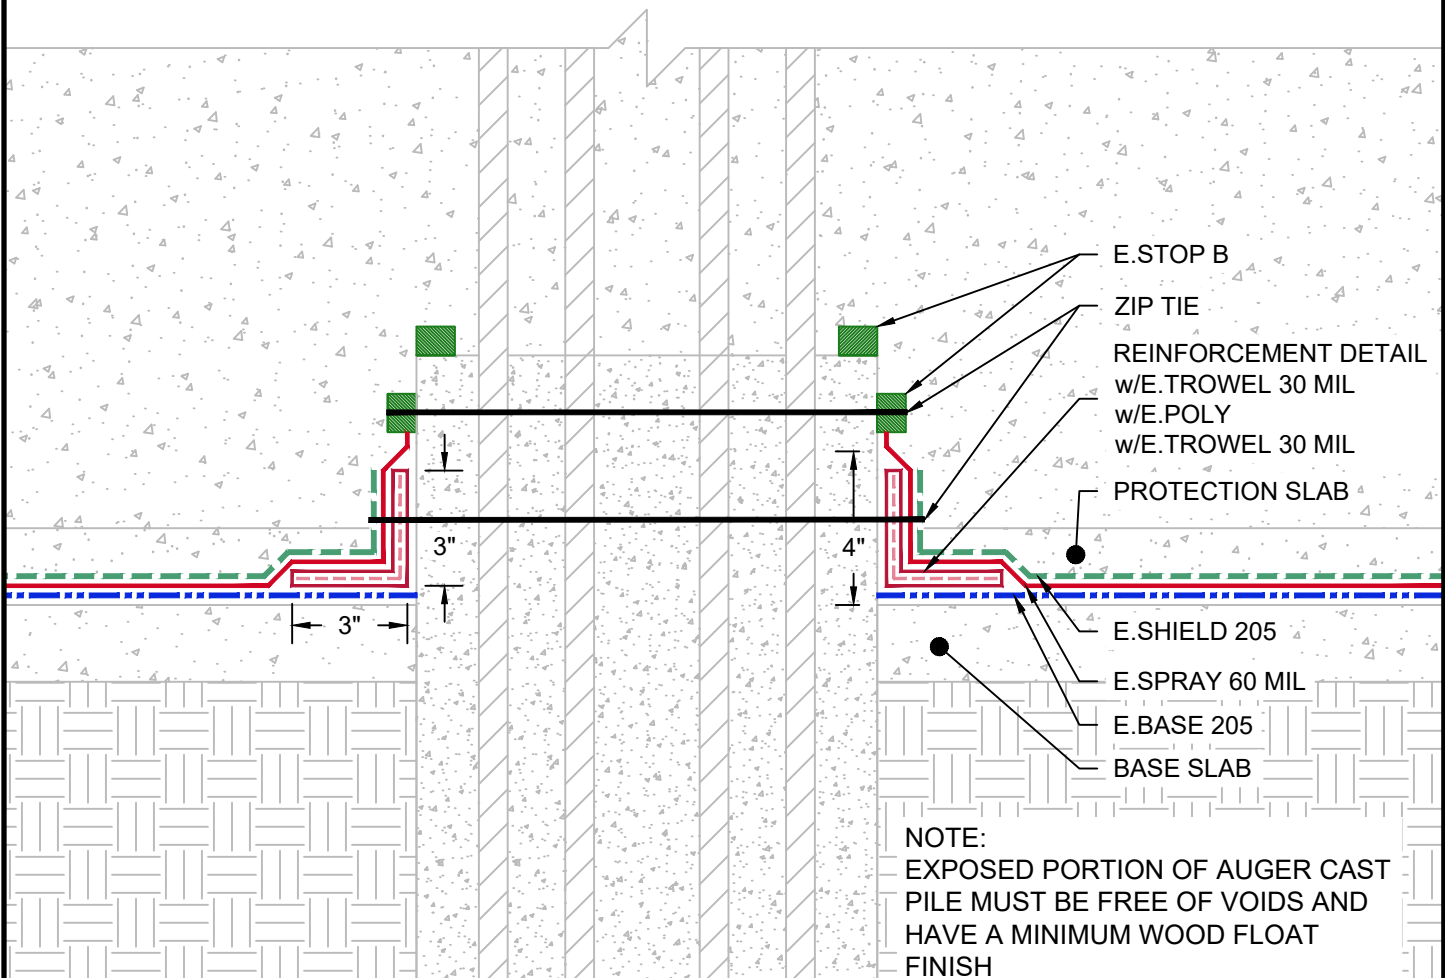 E.STOP B
ZIP TIE
REINFORCEMENT DETAIL
w/E.TROWEL 30 MIL
w/E.POLY
w/E.TROWEL 30 MIL
PROTECTION SLAB
3"
4"
3"
E.SHIELD 205
E.SPRAY 60 MIL
E.BASE 205
BASE SLAB
NOTE:
EXPOSED PORTION OF AUGER CAST
PILE MUST BE FREE OF VOIDS AND
HAVE A MINIMUM WOOD FLOAT
FINISH